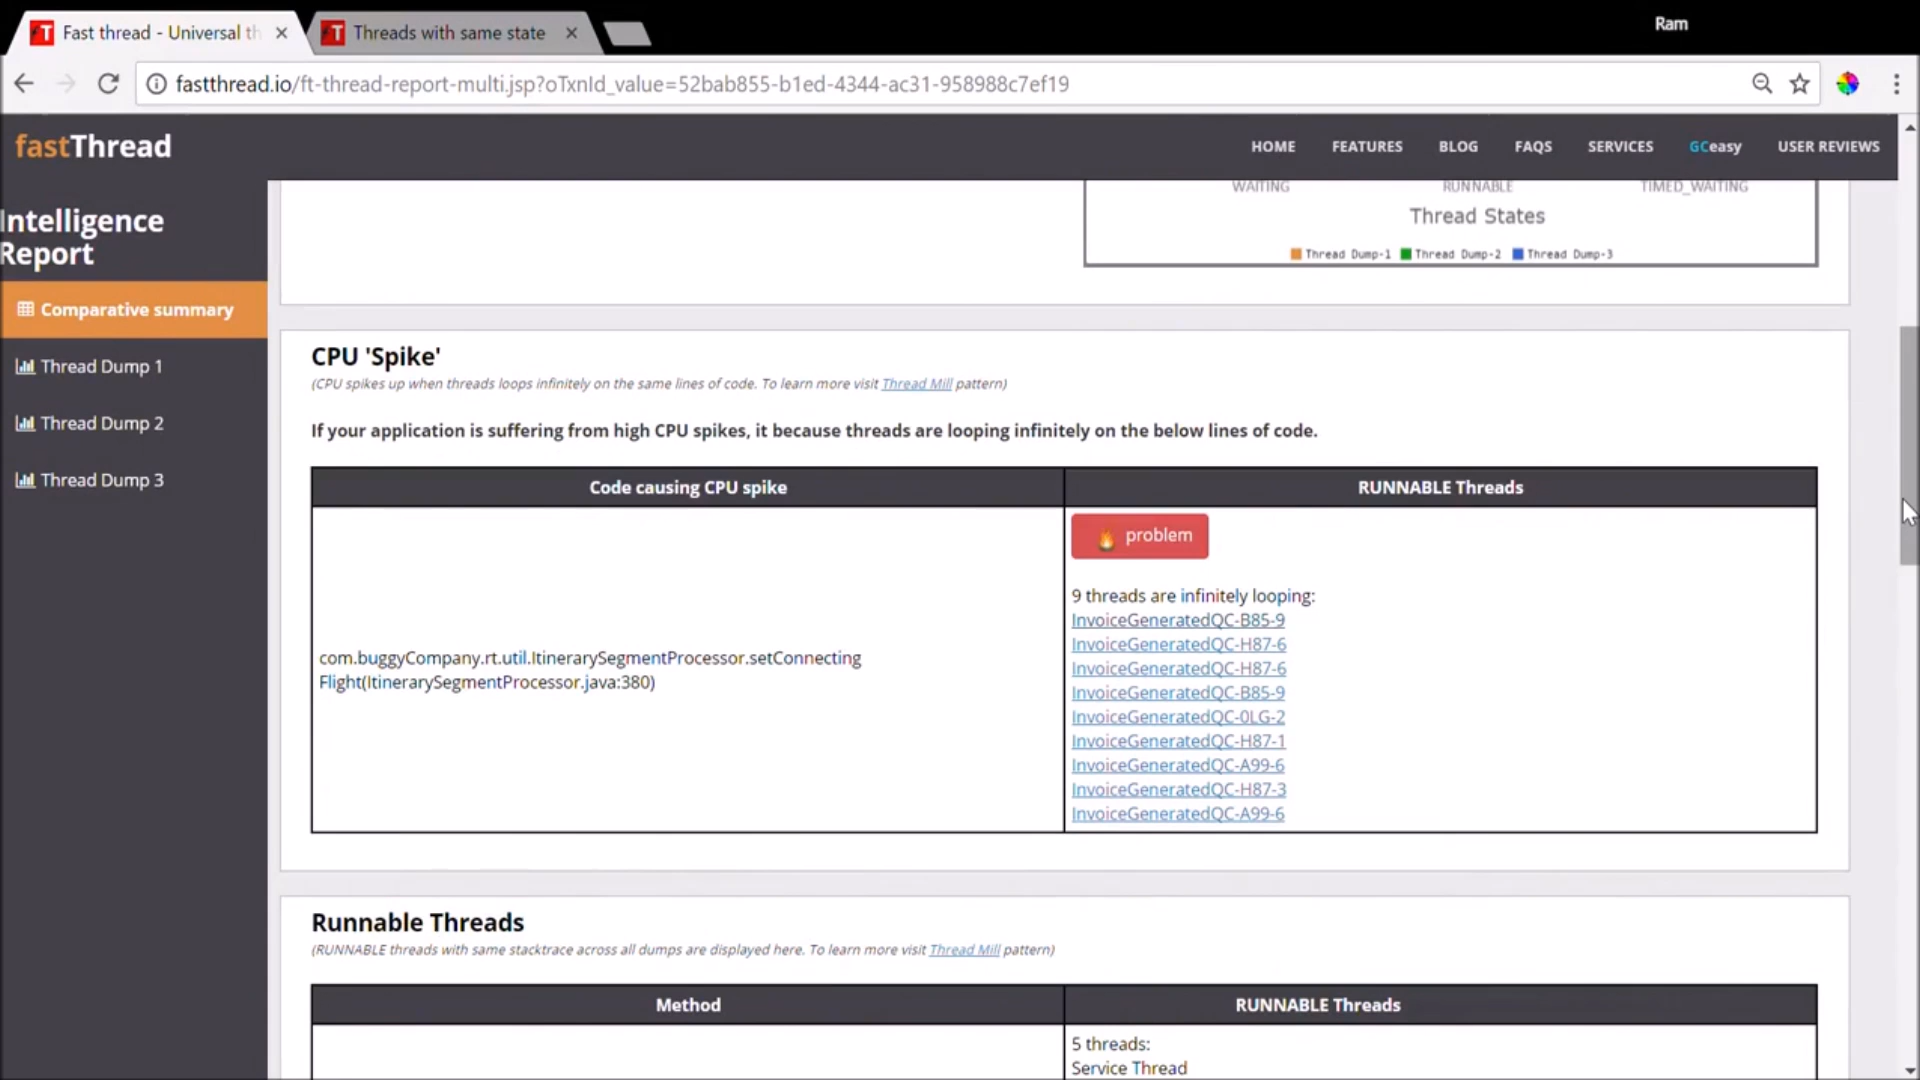 Ram
Fast thread - Universal th
Threads with same state
fastthread.io/ft-thread-report-multi.jsp?oTxnId_value=52bab855-b1ed-4344-ac31-958988c7ef19
fastThread
HOME FEATURES BLOG FAQS SERVICES GCeasy USER REVIEWS
Intelligence
Report
Comparative summary
Thread Dump 1
Thread Dump 2
Thread Dump 3
WAITING RUNNABLE TIMED_WAITING
Thread States
Thread Dump-1 Thread Dump-2 Thread Dump-3
CPU 'Spike'
(CPU spikes up when threads loops infinitely on the same lines of code. To learn more visit Thread Mill pattern)
If your application is suffering from high CPU spikes, it because threads are looping infinitely on the below lines of code.
Code causing CPU spike RUNNABLE Threads
com.buggyCompany.rt.util.ItinerarySegmentProcessor.setConnecting
Flight(ItinerarySegmentProcessor.java:380)
problem
9 threads are infinitely looping:
InvoiceGeneratedQC-B85-9
InvoiceGeneratedQC-H87-6
InvoiceGeneratedQC-H87-6
InvoiceGeneratedQC-B85-9
InvoiceGeneratedQC-0LG-2
InvoiceGeneratedQC-H87-1
InvoiceGeneratedQC-A99-6
InvoiceGeneratedQC-H87-3
InvoiceGeneratedQC-A99-6
Runnable Threads
(RUNNABLE threads with same stacktrace across all dumps are displayed here. To learn more visit Thread Mill pattern)
Method RUNNABLE Threads
5 threads:
Service Thread